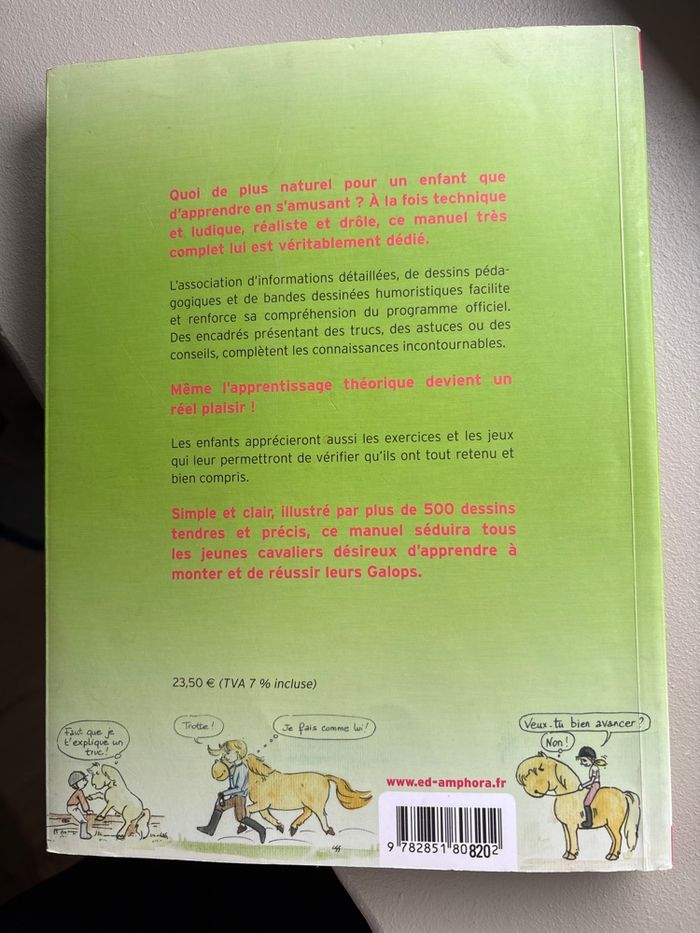 Quoi de plus naturel pour un enfant que
d'apprendre en s'amusant ? À la fois technique
et ludique, réaliste et drôle, ce manuel très
complet lui est véritablement dédié.
L'association d'informations détaillées, de dessins péda-
gogiques et de bandes dessinées humoristiques facilite
et renforce sa compréhension du programme officiel.
Des encadrés présentant des trucs, des astuces ou des
conseils, complètent les connaissances incontournables.
Même l'apprentissage théorique devient un
réel plaisir !
Les enfants apprécieront aussi les exercices et les jeux
qui leur permettront de vérifier qu'ils ont tout retenu et
bien compris.
Simple et clair, illustré par plus de 500 dessins
tendres et précis, ce manuel séduira tous
les jeunes cavaliers désireux d'apprendre à
monter et de réussir leurs Galops.
23,50 € (TVA 7 % incluse)
Faut que je
t'explique un
truc !
Trotte !
Je fais comme lui !
Veux-tu bien avancer ?
Non !
www.ed-amphora.fr
9 782851 808202